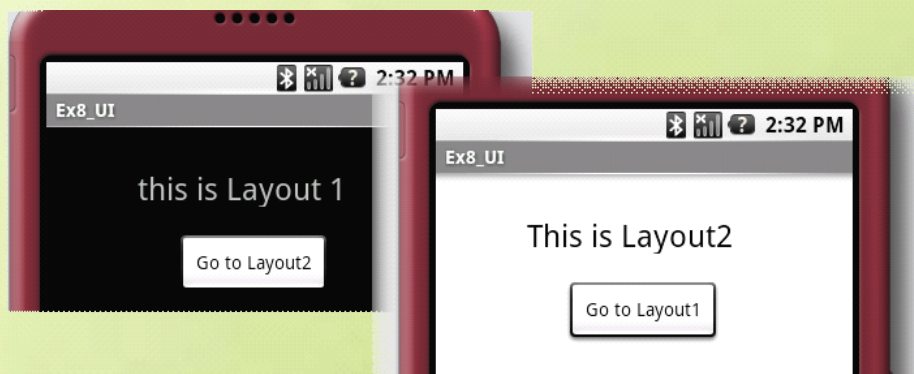 2:32 PM
Ex8_UI
this is Layout 1
Go to Layout2
2:32 PM
Ex8_UI
This is Layout2
Go to Layout1